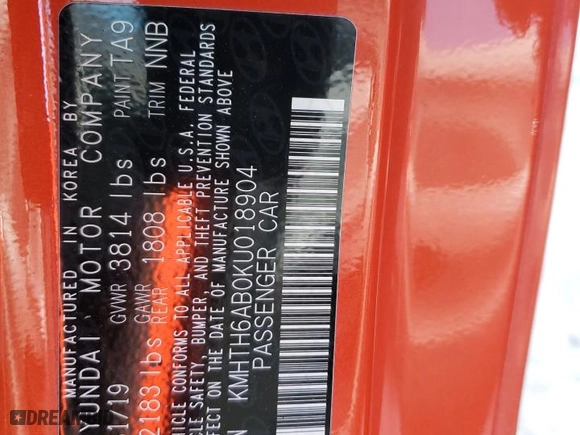 MANUFACTURED IN KOREA BY
HYUNDAI MOTOR COMPANY
1/19 GVWR 3814 lbs PAINT TA9
2183 lbs GAWR REAR 1808 lbs TRIM NNB
VEHICLE CONFORMS TO ALL APPLICABLE U.S.A. FEDERAL
VEHICLE SAFETY, BUMPER, AND THEFT PREVENTION STANDARDS
EFFECT ON THE DATE OF MANUFACTURE SHOWN ABOVE
KMHTH6AB0KU018904
PASSENGER CAR
DREAM